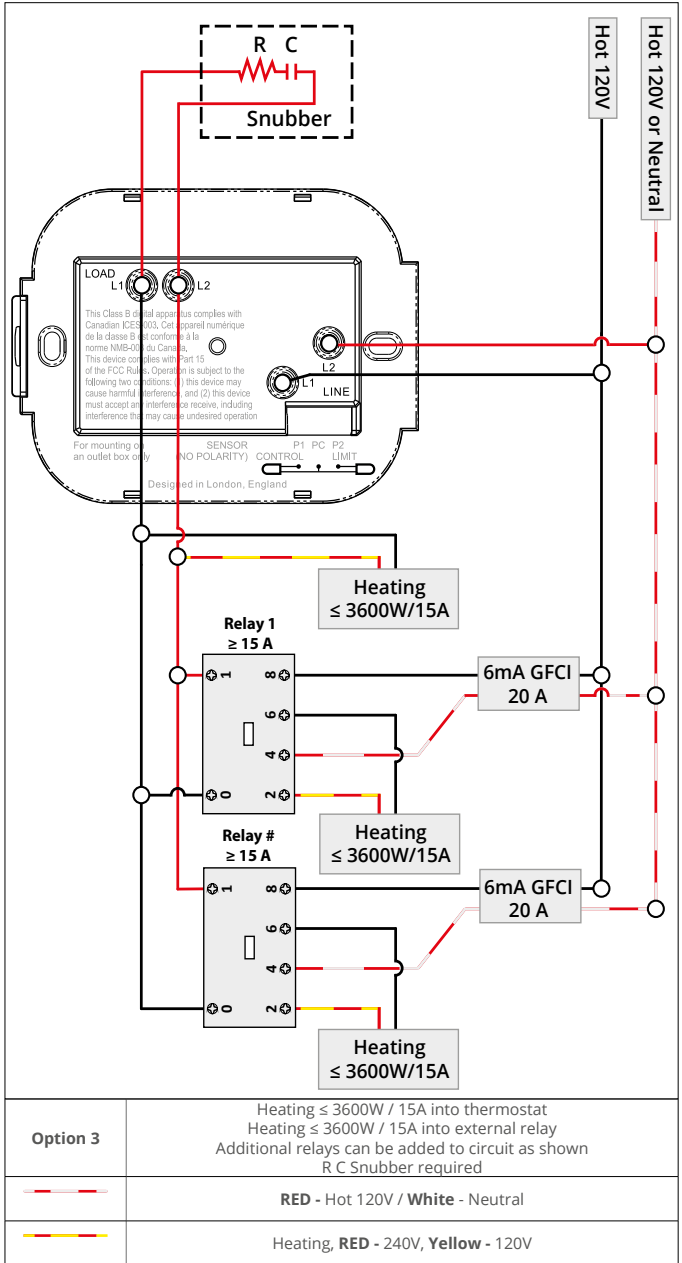 R C
Snubber
Hot 120V
Hot 120V or Neutral
LOAD
L1
L2
This Class B digital apparatus complies with
Canadian ICES-003, Cet appareil numérique
de la classe B est conforme à la
norme NMB-003 du Canada,
This device complies with Part 15
of the FCC Rules. Operation is subject to the
following two conditions: (1) this device may
cause harmful interference, and (2) this device
must accept any interference receive, including
interference that may cause undesired operation
L2
L1
LINE
For mounting on
an outlet box only
SENSOR
(NO POLARITY)
P1 PC P2
CONTROL LIMIT
Designed in London, England
Heating
≤ 3600W/15A
Relay 1
≥ 15 A
1
8
6
4
0
2
6mA GFCI
20 A
Heating
≤ 3600W/15A
Relay #
≥ 15 A
1
8
6
4
0
2
6mA GFCI
20 A
Heating
≤ 3600W/15A
Option 3
Heating ≤ 3600W / 15A into thermostat
Heating ≤ 3600W / 15A into external relay
Additional relays can be added to circuit as shown
R C Snubber required
RED - Hot 120V / White - Neutral
Heating, RED - 240V, Yellow - 120V